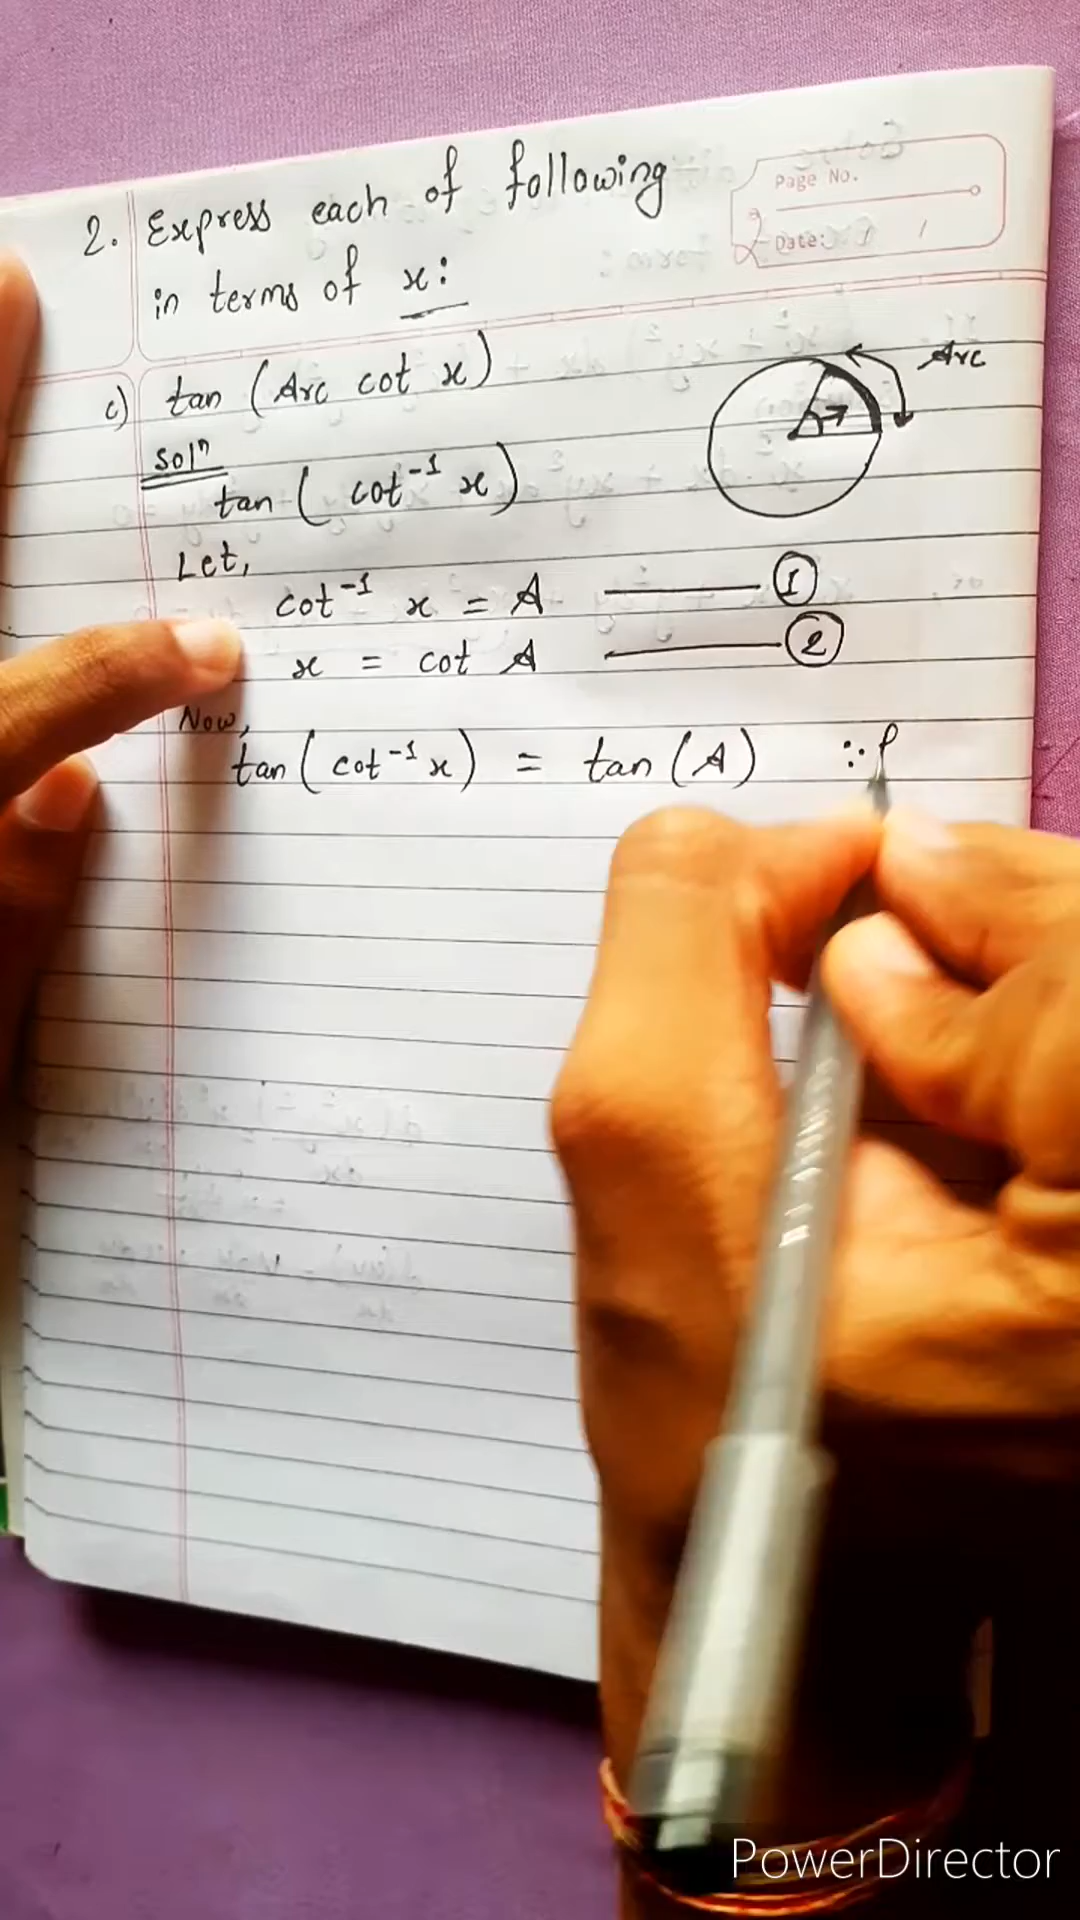 2. Express each of following
in terms of x:
Page No.
Date: / /
c) tan (Arc cot x)
Arc
Solⁿ
tan ( cot⁻¹ x )
Let,
cot⁻¹ x = A ——— ①
x = cot A ——— ②
Now,
tan ( cot⁻¹ x ) = tan (A) ∵ f
PowerDirector